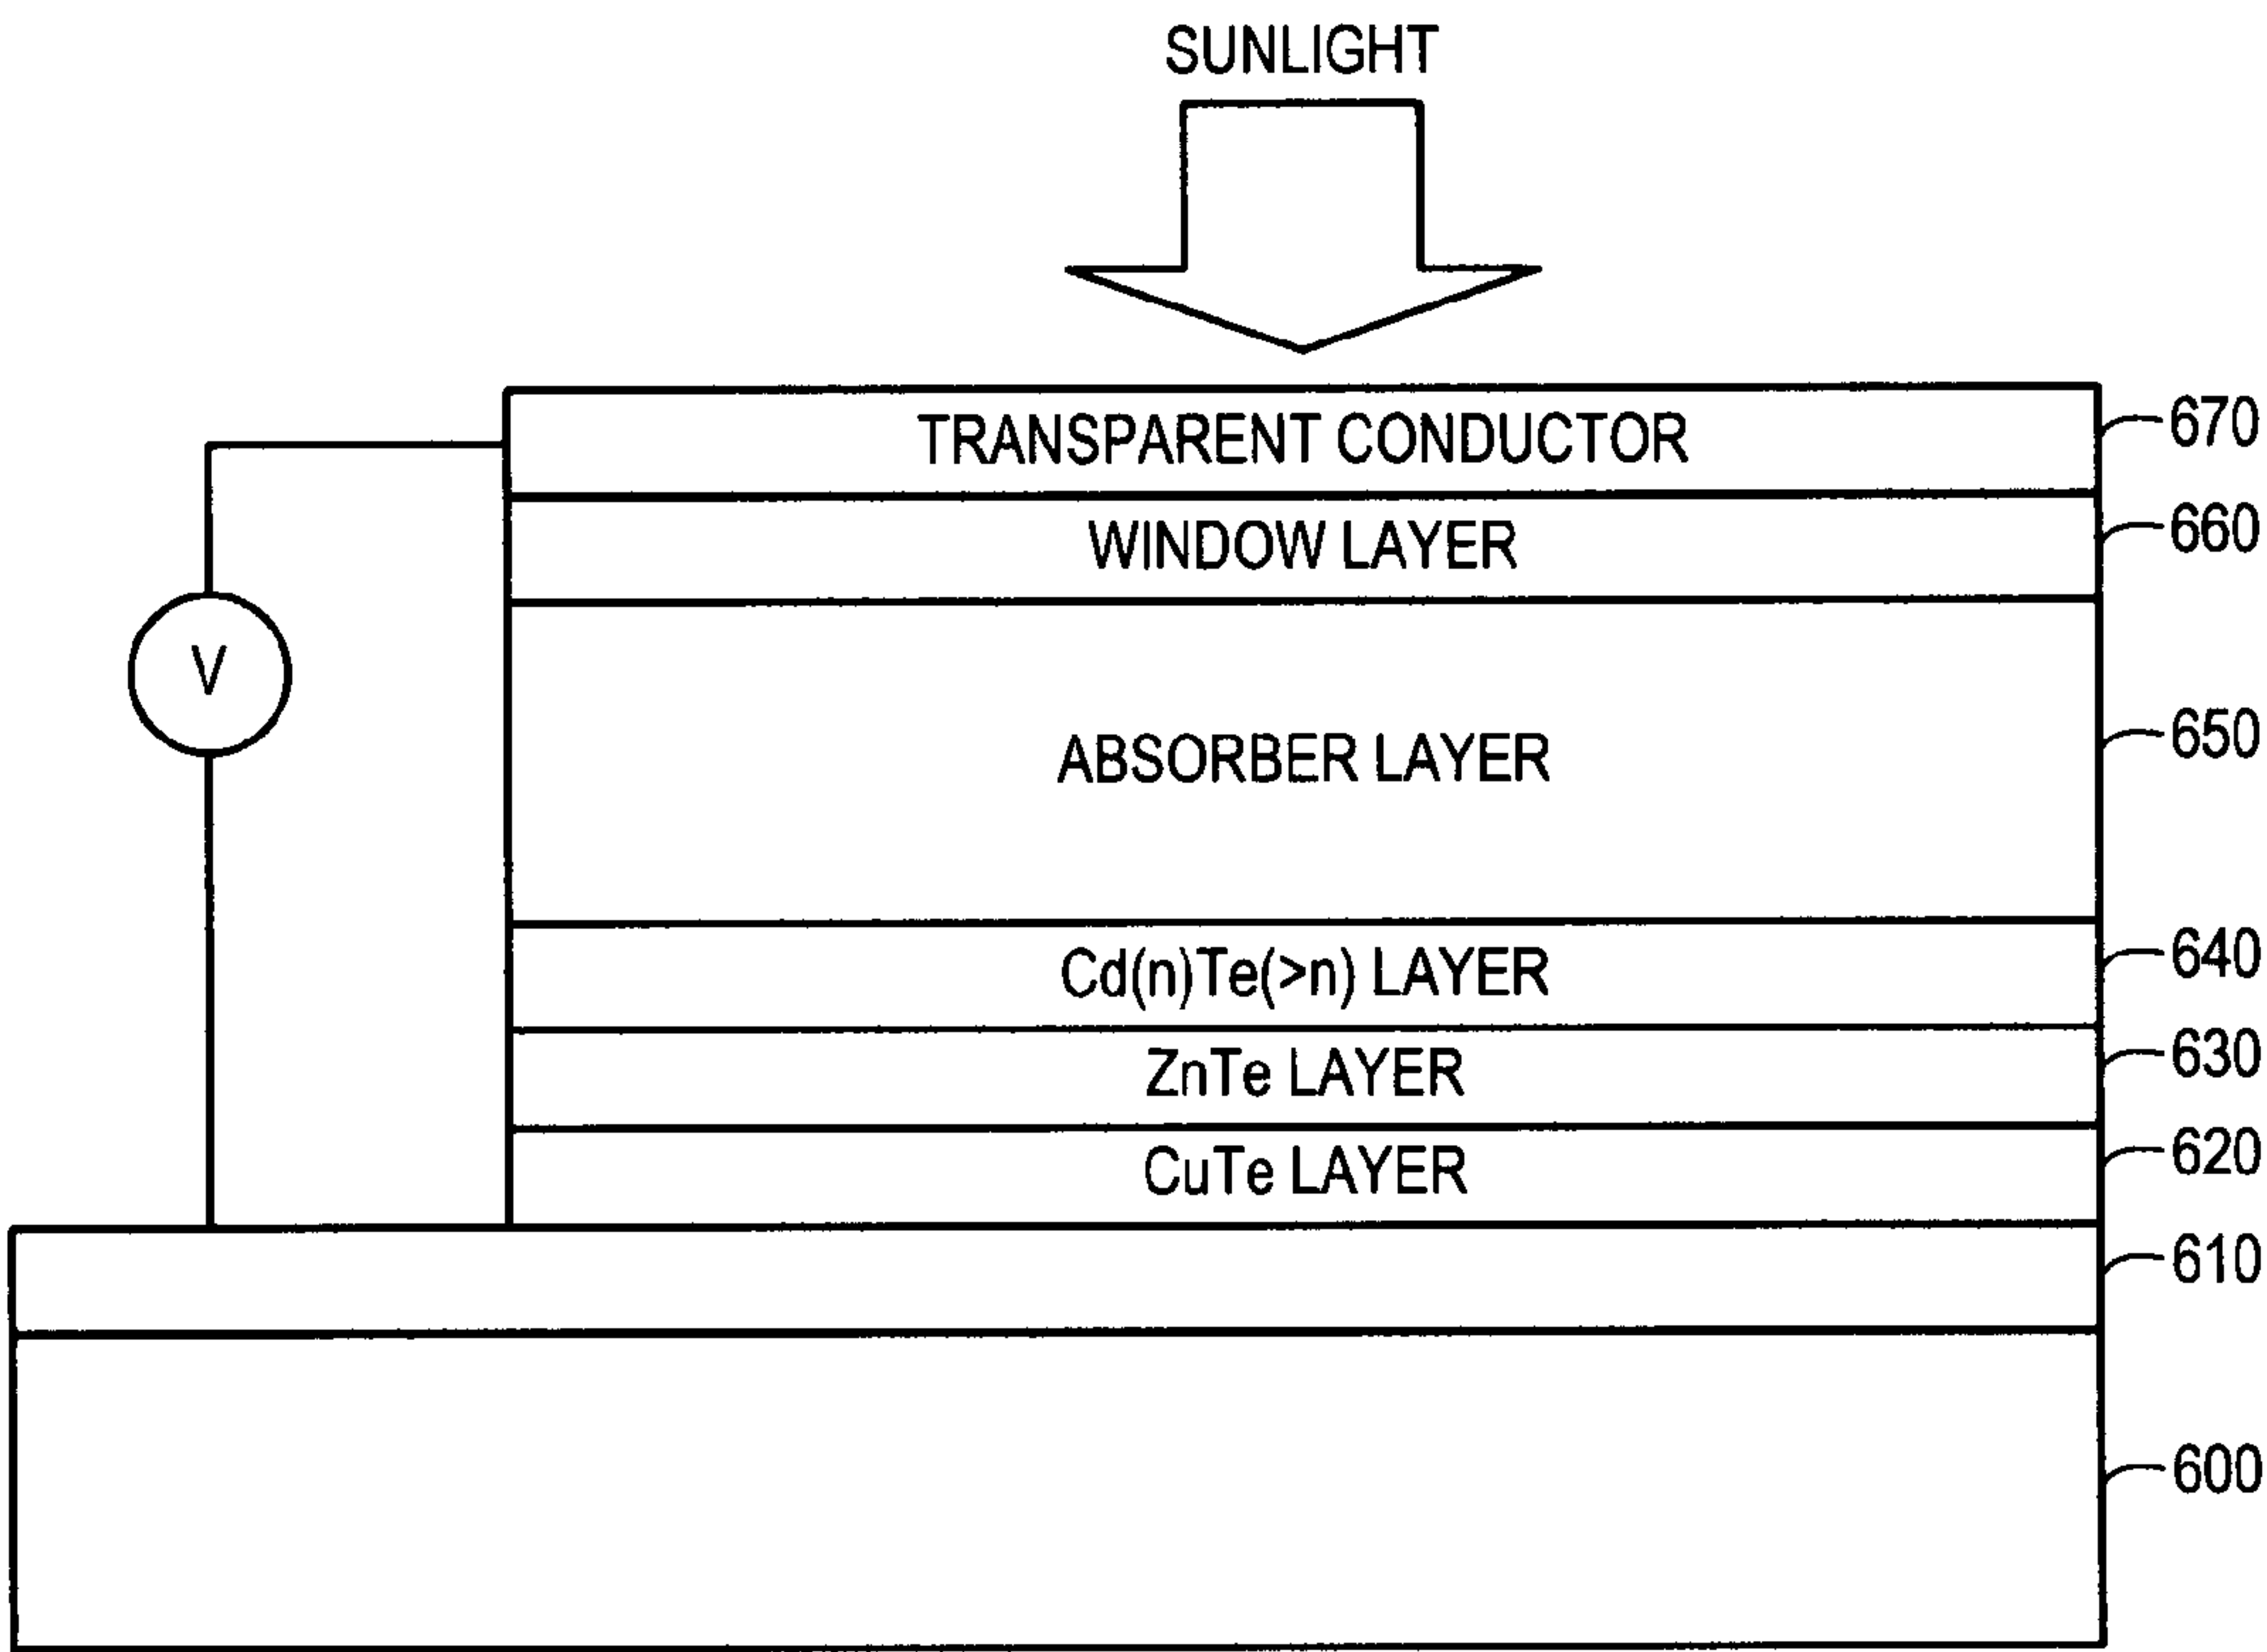 SUNLIGHT
TRANSPARENT CONDUCTOR
670
WINDOW LAYER
660
V
ABSORBER LAYER
650
Cd(n)Te(>n) LAYER
640
ZnTe LAYER
630
CuTe LAYER
620
610
600